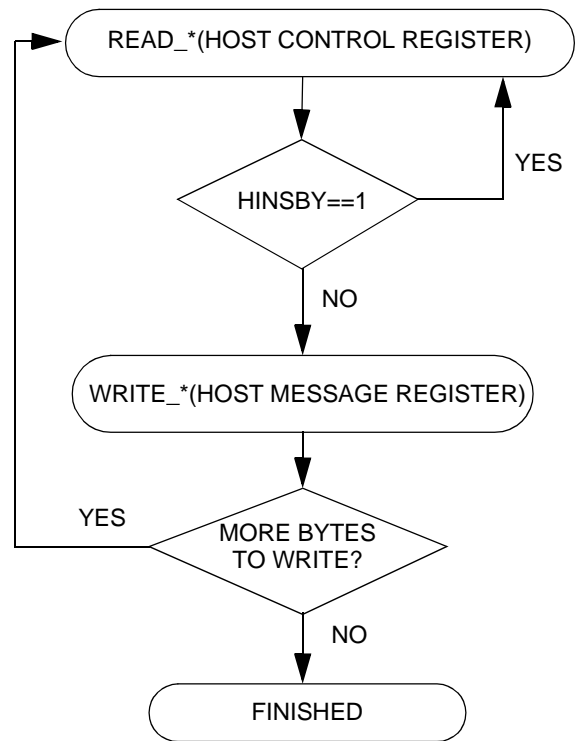 READ_*(HOST CONTROL REGISTER)
YES
HINSBY==1
NO
WRITE_*(HOST MESSAGE REGISTER)
YES
MORE BYTES
TO WRITE?
NO
FINISHED